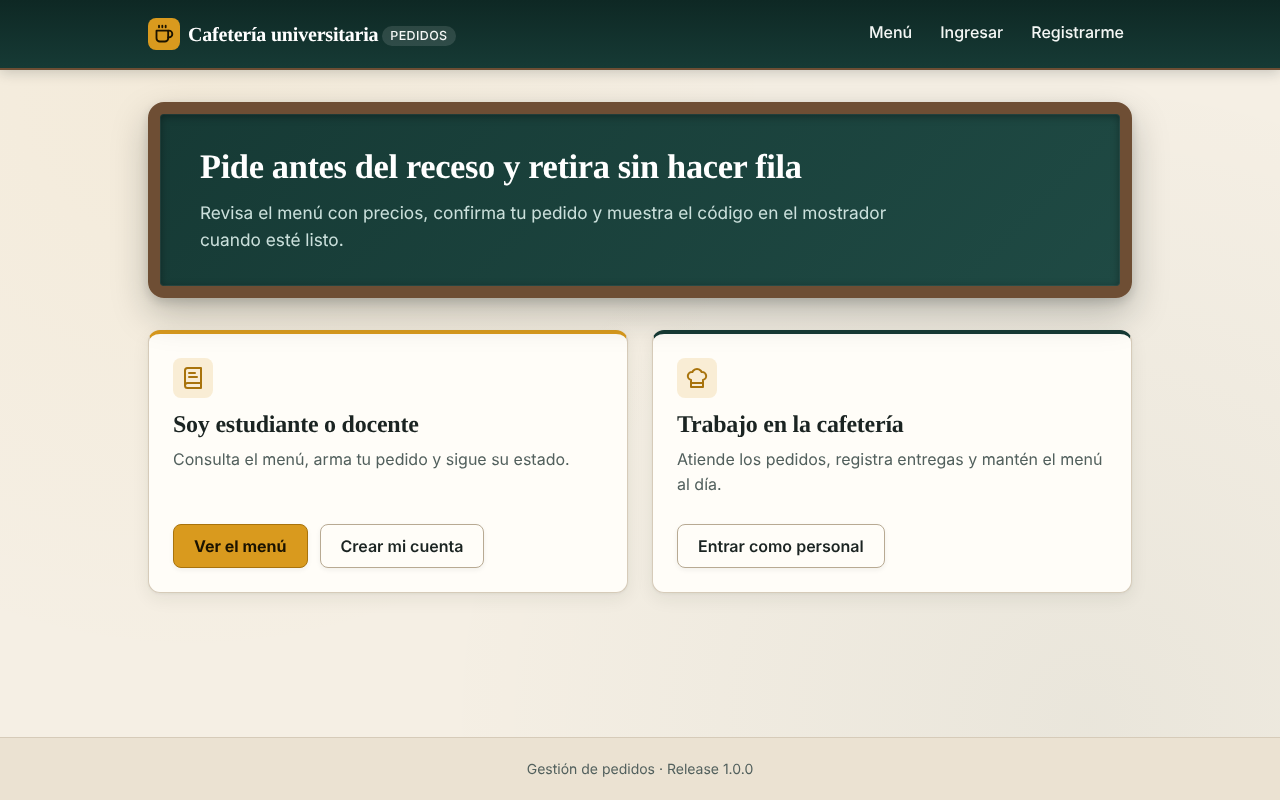 Cafetería universitaria PEDIDOS
Menú Ingresar Registrarme
Pide antes del receso y retira sin hacer fila
Revisa el menú con precios, confirma tu pedido y muestra el código en el mostrador
cuando esté listo.
Soy estudiante o docente
Consulta el menú, arma tu pedido y sigue su estado.
Ver el menú
Crear mi cuenta
Trabajo en la cafetería
Atiende los pedidos, registra entregas y mantén el menú
al día.
Entrar como personal
Gestión de pedidos · Release 1.0.0